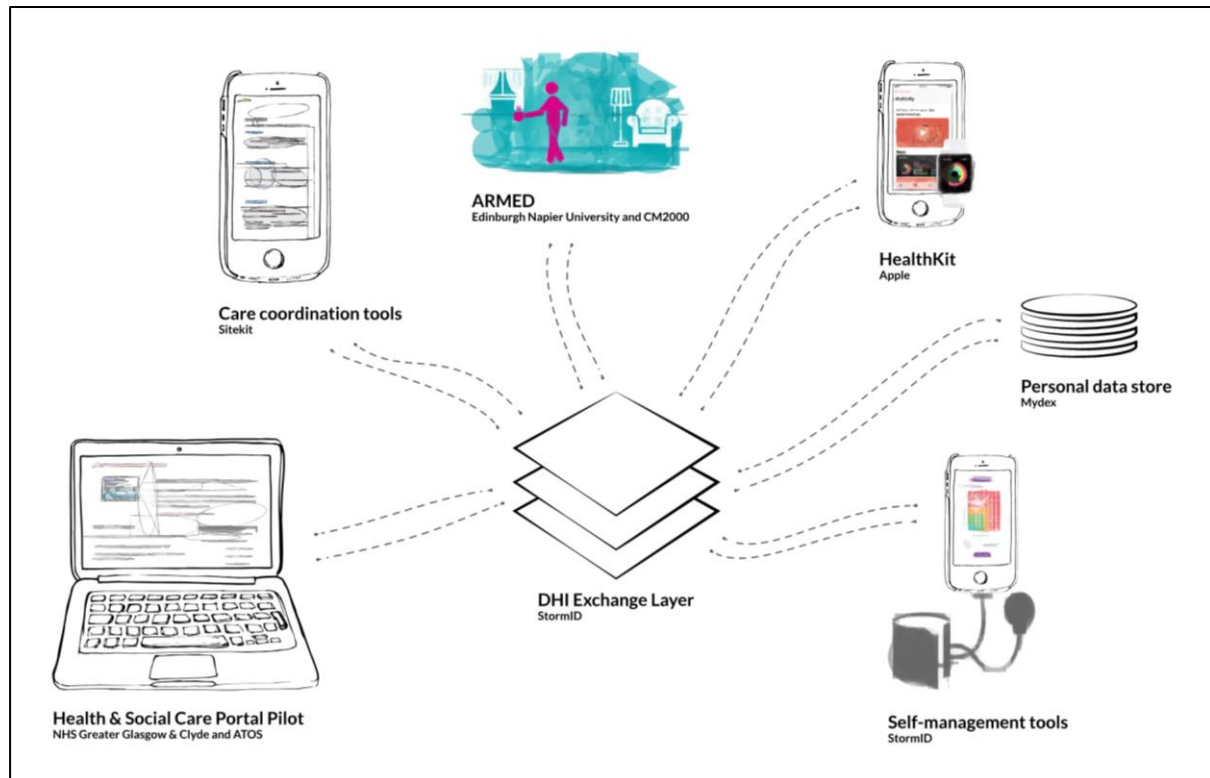 ARMED
Edinburgh Napier University and CM2000
HealthKit
Apple
Care coordination tools
Sitekit
Personal data store
Mydex
DHI Exchange Layer
StormID
Health & Social Care Portal Pilot
NHS Greater Glasgow & Clyde and ATOS
Self-management tools
StormID
Activity